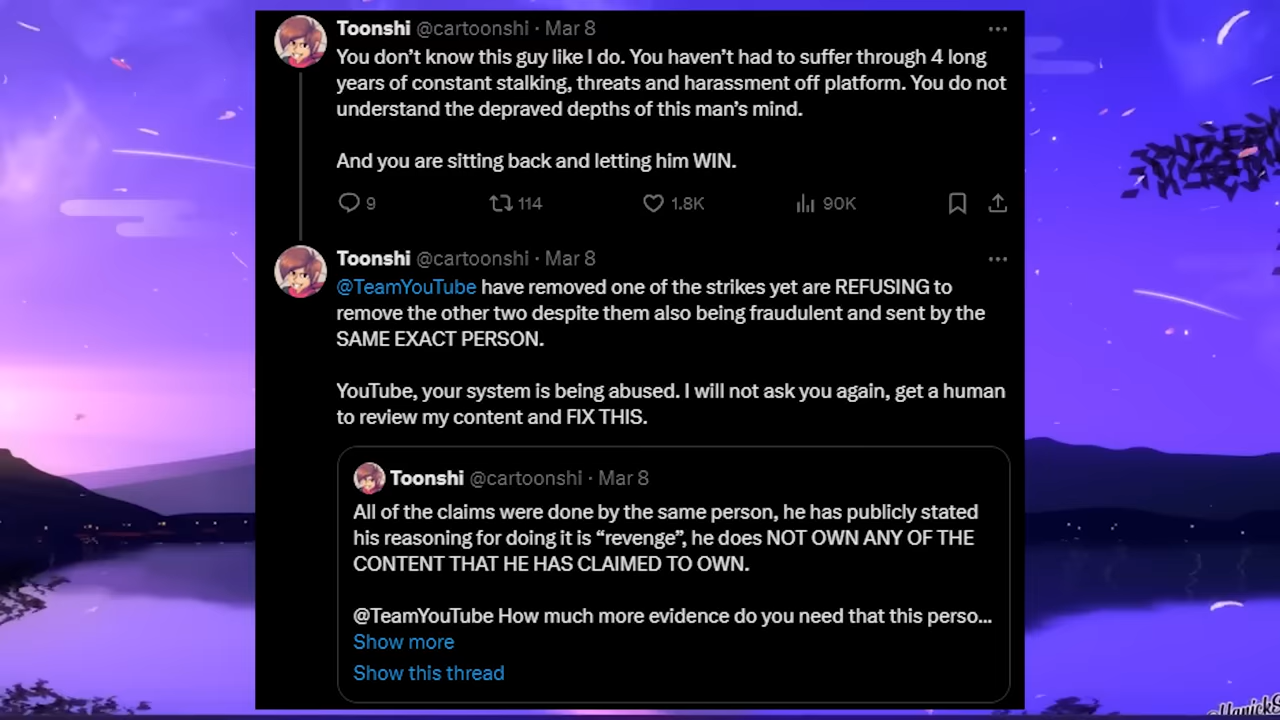 Toonshi @cartoonshi · Mar 8
You don’t know this guy like I do. You haven’t had to suffer through 4 long
years of constant stalking, threats and harassment off platform. You do not
understand the depraved depths of this man’s mind.
And you are sitting back and letting him WIN.
9 114 1.8K 90K
Toonshi @cartoonshi · Mar 8
@TeamYouTube have removed one of the strikes yet are REFUSING to
remove the other two despite them also being fraudulent and sent by the
SAME EXACT PERSON.
YouTube, your system is being abused. I will not ask you again, get a human
to review my content and FIX THIS.
Toonshi @cartoonshi · Mar 8
All of the claims were done by the same person, he has publicly stated
his reasoning for doing it is “revenge”, he does NOT OWN ANY OF THE
CONTENT THAT HE HAS CLAIMED TO OWN.
@TeamYouTube How much more evidence do you need that this perso...
Show more
Show this thread